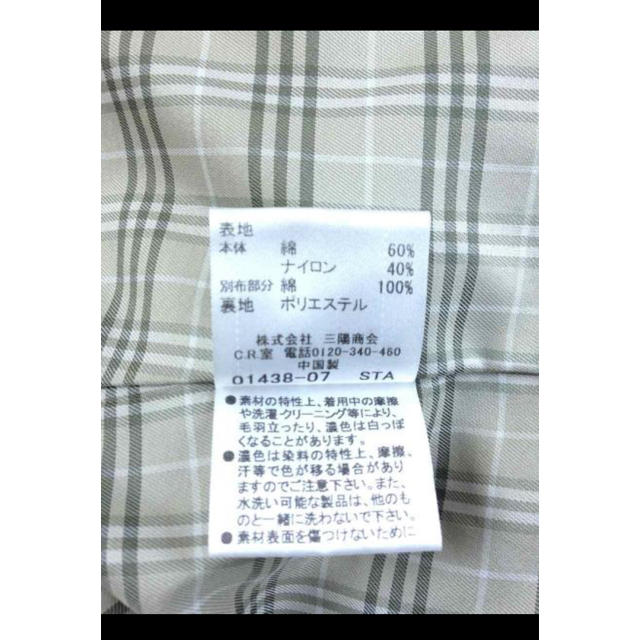 表地
本体 綿 60%
ナイロン 40%
別布部分 綿 100%
裏地 ポリエステル
株式会社 三陽商会
C.R.室 電話0120-340-460
中国製
01438-07 STA
●素材の特性上、着用中の摩擦
や洗濯・クリーニング等により、
毛羽立ったり、濃色は白っぽ
くなることがあります。
●濃色は染料の特性上、摩擦、
汗等で色が移る場合があり
ますのでご注意下さい。また、
水洗い可能な製品は、他のも
のと一緒に洗わないで下さい。
●素材表面を傷つけないために